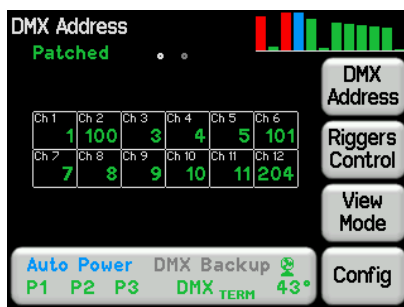 DMX Address
Patched
DMX
Address
Ch 1 Ch 2 Ch 3 Ch 4 Ch 5 Ch 6
1 100 3 4 5 101
Riggers
Control
Ch 7 Ch 8 Ch 9 Ch 10 Ch 11 Ch 12
7 8 9 10 11 204
View
Mode
Auto Power DMX Backup
P1 P2 P3 DMX TERM 43°
Config